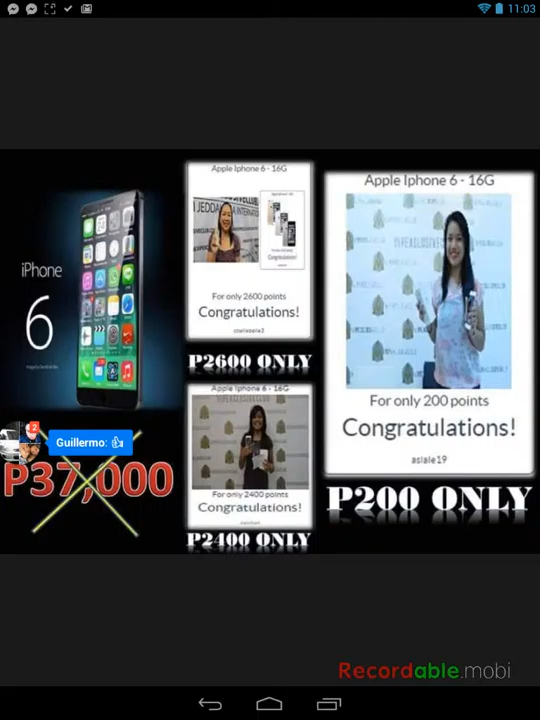 11:03
iPhone
6
2
Guillermo: 👍
P37,000
Apple Iphone 6 - 16G
For only 2600 points
Congratulations!
P2600 ONLY
Apple Iphone 6 - 16G
For only 2400 points
Congratulations!
P2400 ONLY
Apple Iphone 6 - 16G
For only 200 points
Congratulations!
asiale19
P200 ONLY
Recordable.mobi